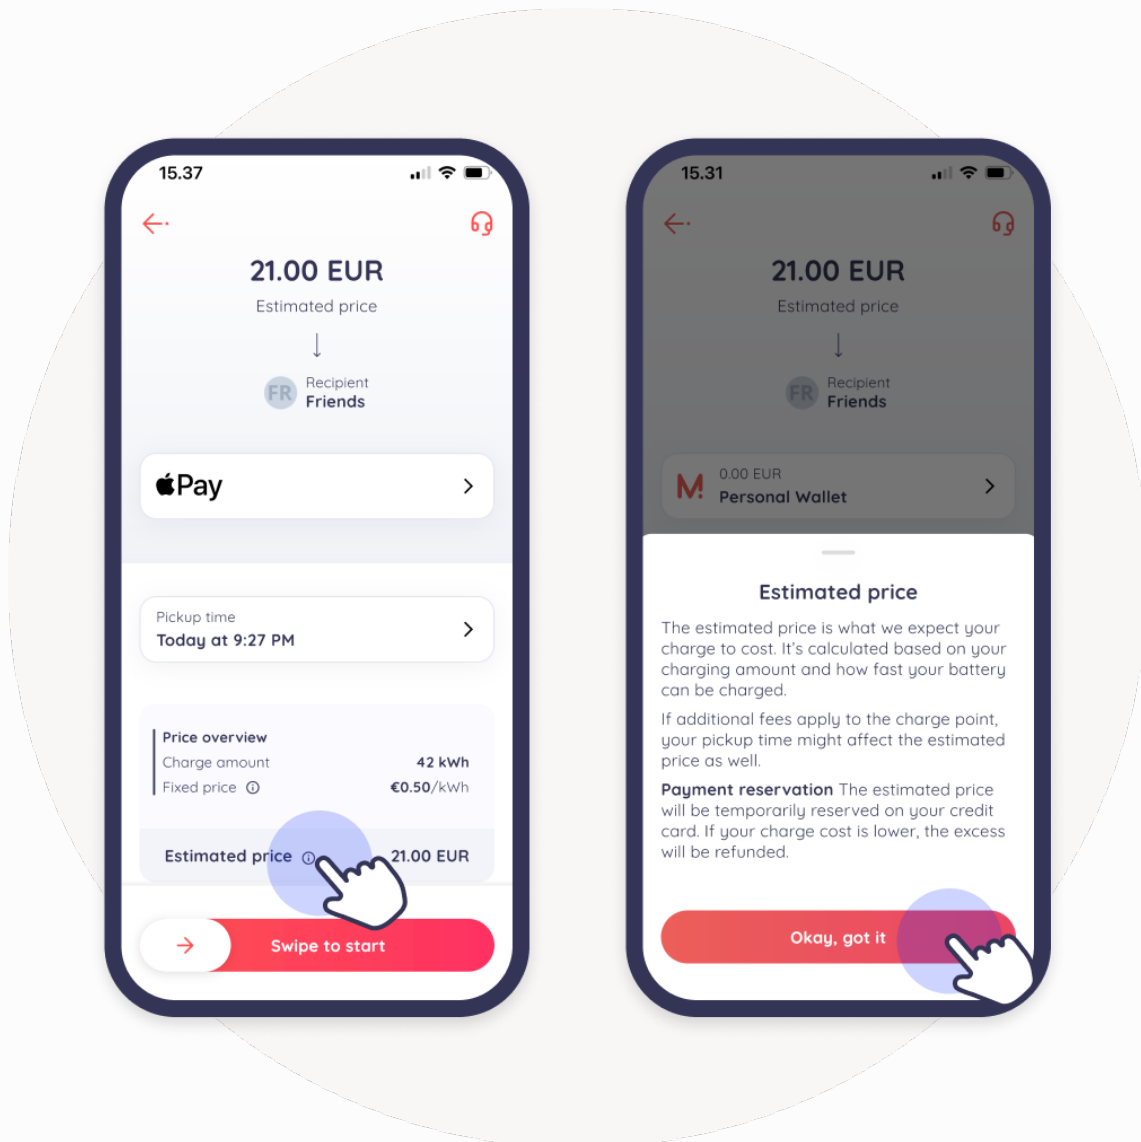 15.37
21.00 EUR
Estimated price
FR
Recipient
Friends
Pay
Pickup time
Today at 9:27 PM
Price overview
Charge amount 42 kWh
Fixed price €0.50/kWh
Estimated price 21.00 EUR
Swipe to start
15.31
21.00 EUR
Estimated price
FR
Recipient
Friends
M
0.00 EUR
Personal Wallet
Estimated price
The estimated price is what we expect your
charge to cost. It's calculated based on your
charging amount and how fast your battery
can be charged.
If additional fees apply to the charge point,
your pickup time might affect the estimated
price as well.
Payment reservation The estimated price
will be temporarily reserved on your credit
card. If your charge cost is lower, the excess
will be refunded.
Okay, got it